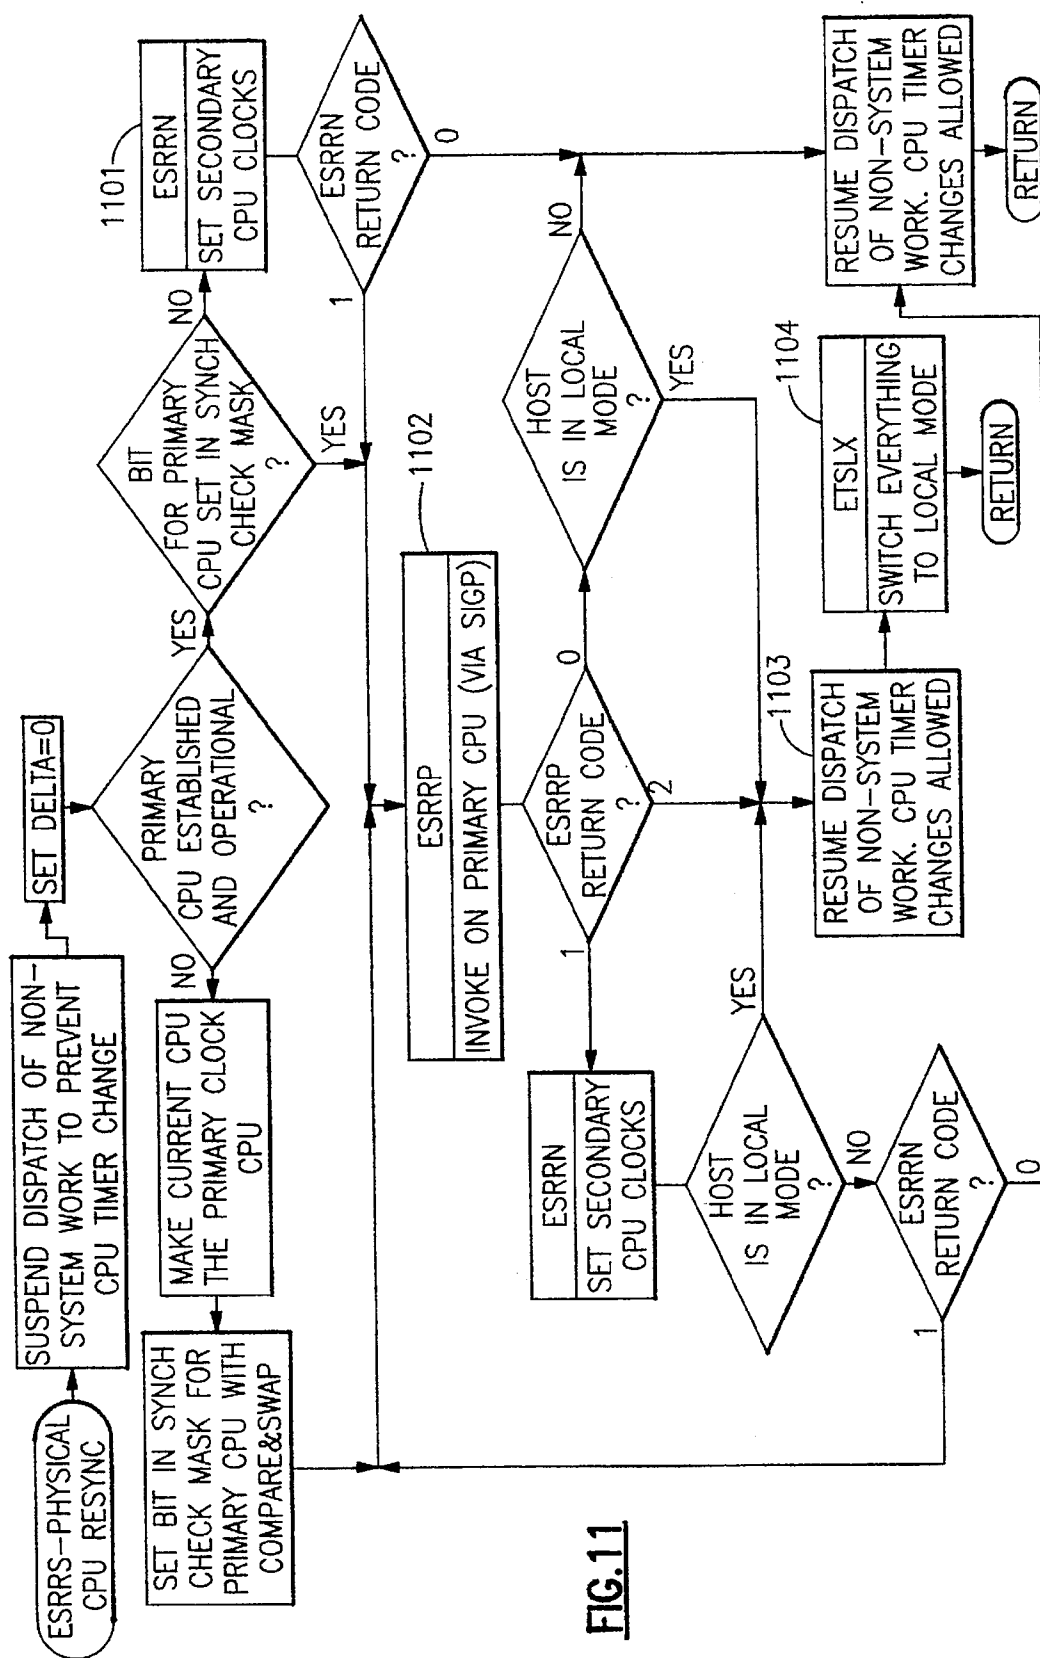 ESRRS-PHYSICAL
CPU RESYNC
SUSPEND DISPATCH OF NON-
SYSTEM WORK TO PREVENT
CPU TIMER CHANGE
SET DELTA=0
PRIMARY
CPU ESTABLISHED
AND OPERATIONAL
?
NO
YES
MAKE CURRENT CPU
THE PRIMARY CLOCK
CPU
SET BIT IN SYNCH
CHECK MASK FOR
PRIMARY CPU WITH
COMPARE&SWAP
BIT
FOR PRIMARY
CPU SET IN SYNCH
CHECK MASK
?
NO
YES
1101
ESRRN
SET SECONDARY
CPU CLOCKS
ESRRN
RETURN CODE
?
1
0
1102
ESRRP
INVOKE ON PRIMARY CPU (VIA SIGP)
ESRRP
RETURN CODE
?
1
0
2
HOST
IS IN LOCAL
MODE
?
NO
YES
ESRRN
SET SECONDARY
CPU CLOCKS
HOST
IS IN LOCAL
MODE
?
YES
NO
ESRRN
RETURN CODE
?
1
0
1103
RESUME DISPATCH
OF NON-SYSTEM
WORK. CPU TIMER
CHANGES ALLOWED
1104
ETSLX
SWITCH EVERYTHING
TO LOCAL MODE
RETURN
RESUME DISPATCH
OF NON-SYSTEM
WORK. CPU TIMER
CHANGES ALLOWED
RETURN
FIG.11